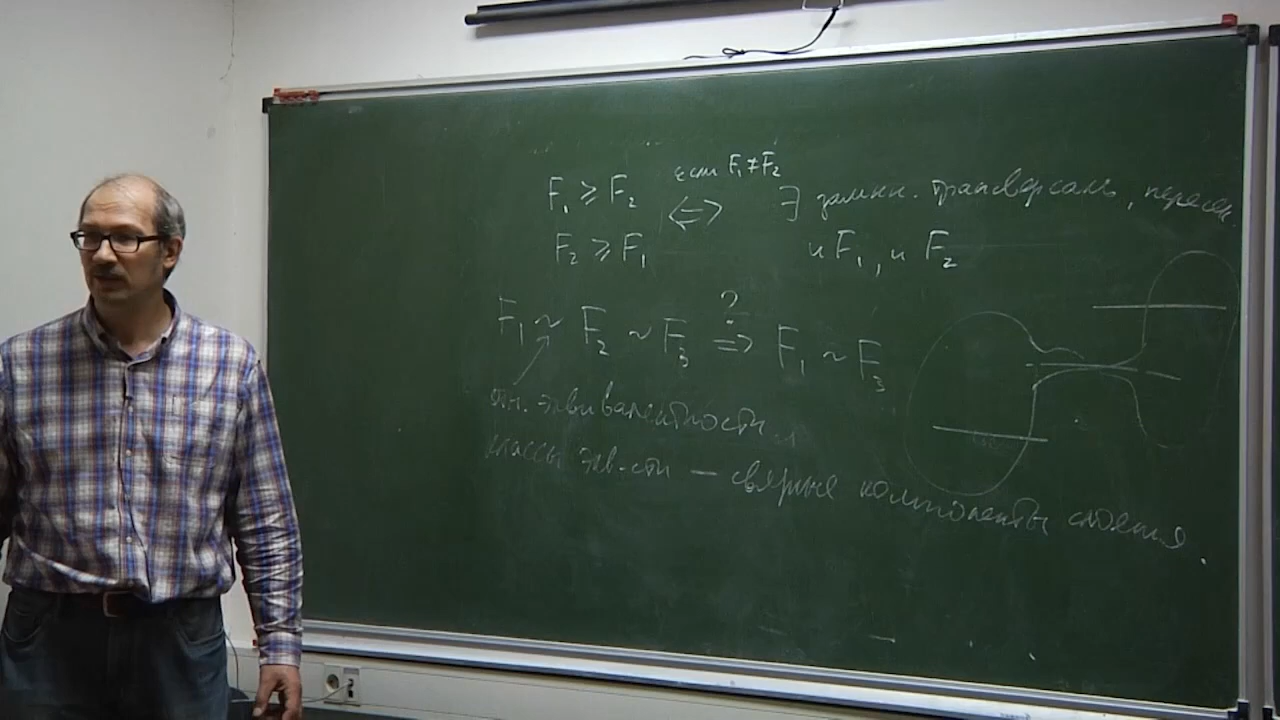 F₁ ⩾ F₂ если F₁ ≠ F₂ ⇔ ∃ замкн. трансверсаль, пересек
F₂ ⩾ F₁ и F₁, и F₂
F₁ ~ F₂ ~ F₃ ?⇒ F₁ ~ F₃
эквивалентности
классы экв-сти — связные компоненты слоения.